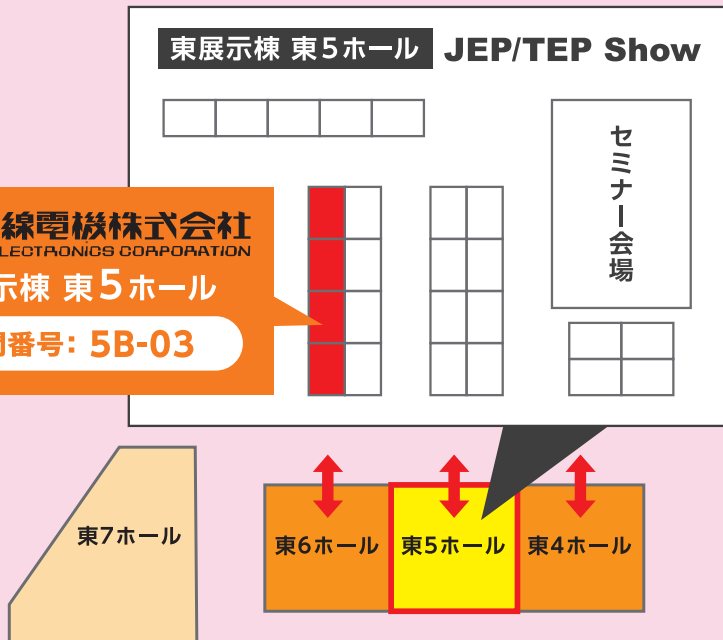 東展示棟 東5ホール JEP/TEP Show
セミナー会場
線電機株式会社
LECTRONICS CORPORATION
示棟 東5ホール
番号: 5B-03
東7ホール
東6ホール
東5ホール
東4ホール